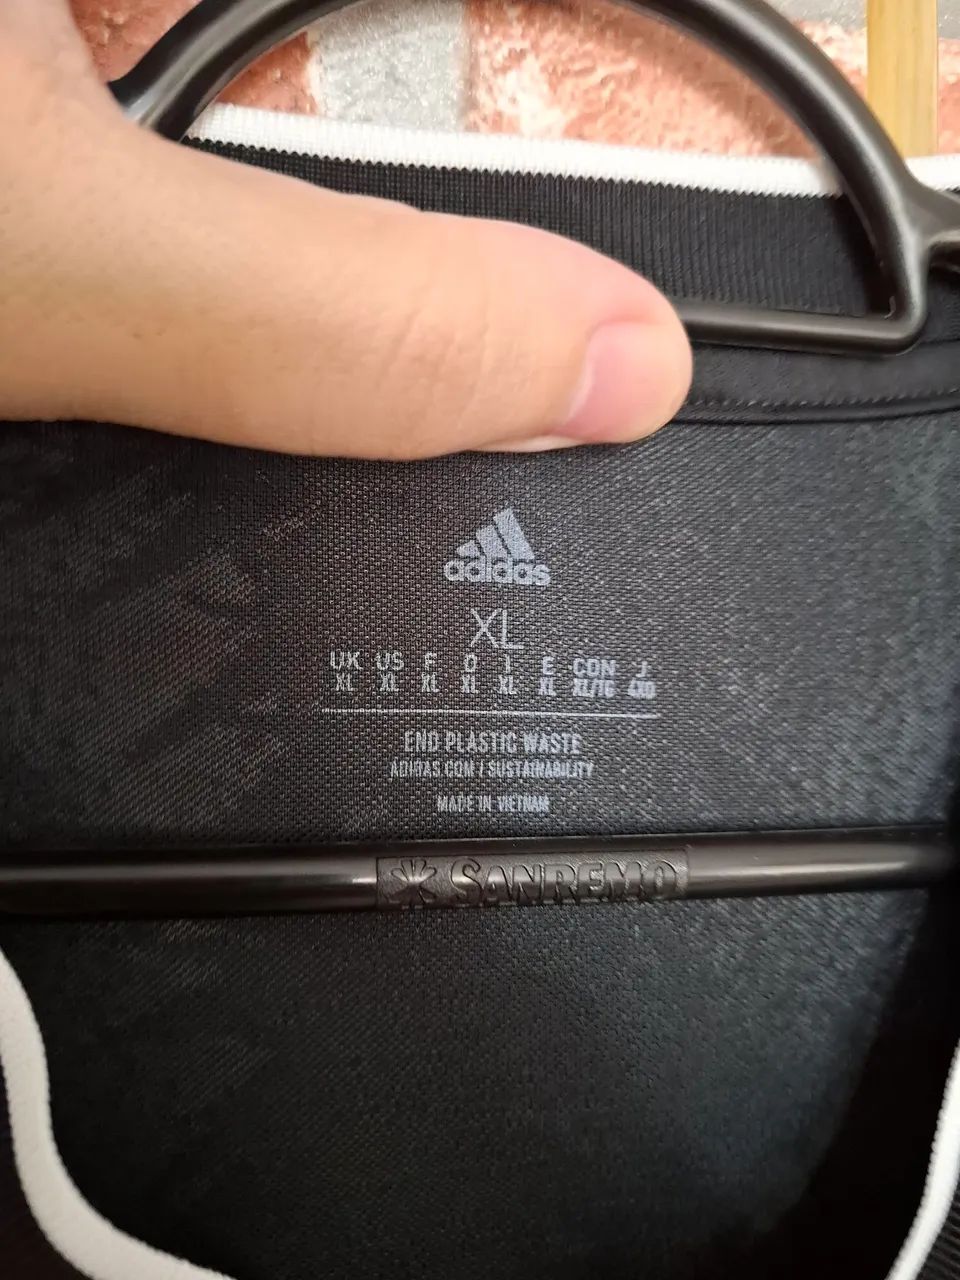 adidas
XL
UK US F D I E CON J
XL XL XL XL XL XL XL/TG 4XO
END PLASTIC WASTE
ADIDAS.COM / SUSTAINABILITY
MADE IN VIETNAM
SANREMO